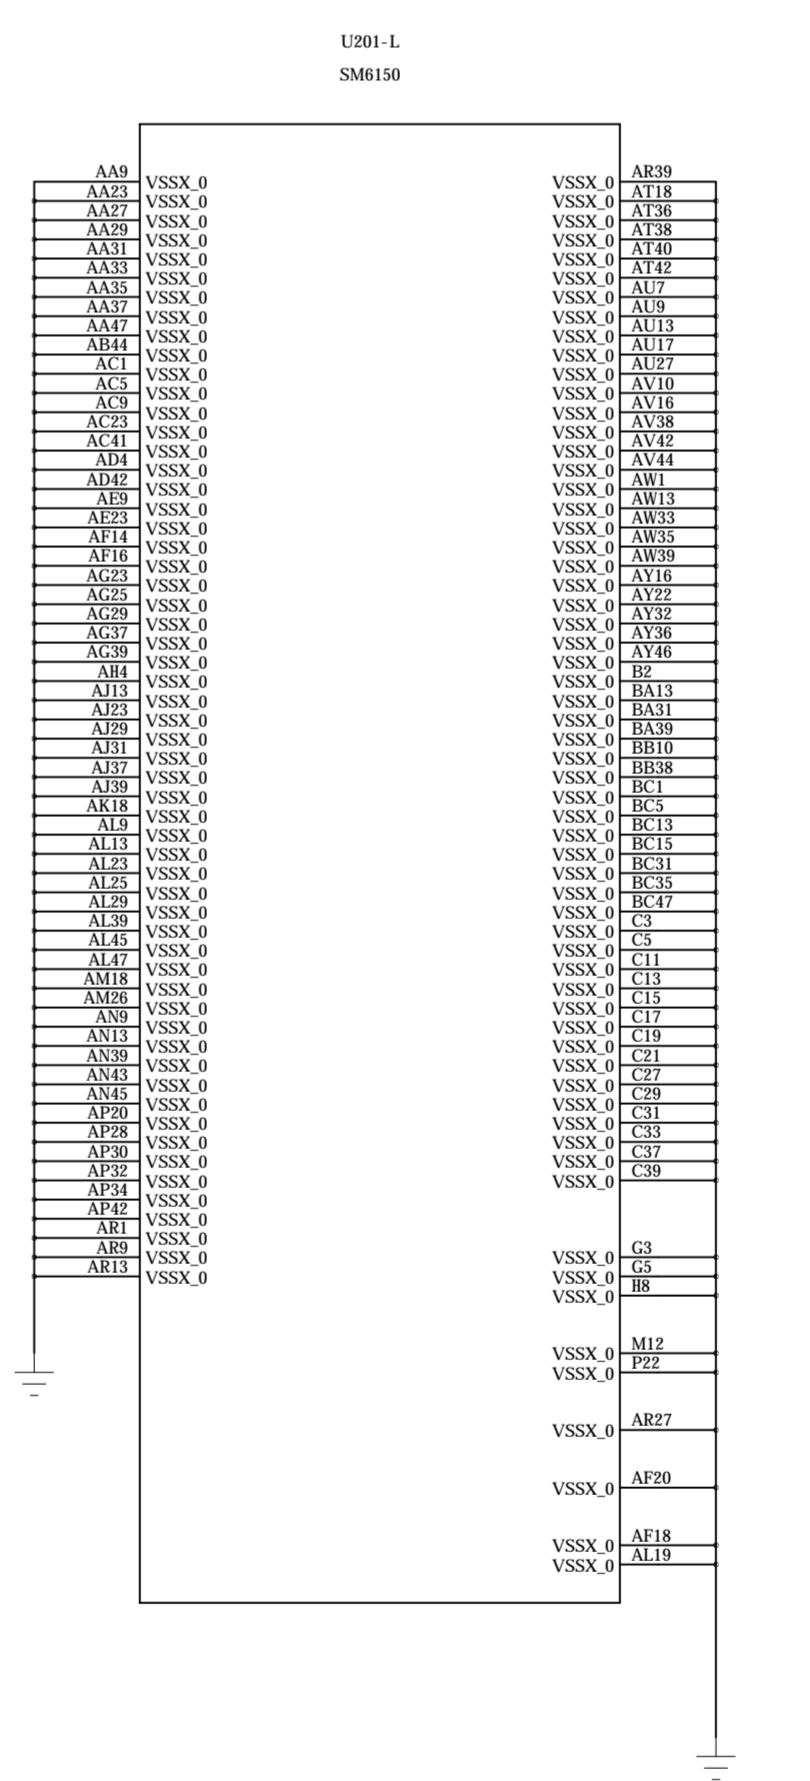 U201-L
SM6150
AA9 VSSX_0
AA23 VSSX_0
AA27 VSSX_0
AA29 VSSX_0
AA31 VSSX_0
AA33 VSSX_0
AA35 VSSX_0
AA37 VSSX_0
AA47 VSSX_0
AB44 VSSX_0
AC1 VSSX_0
AC5 VSSX_0
AC9 VSSX_0
AC23 VSSX_0
AC41 VSSX_0
AD4 VSSX_0
AD42 VSSX_0
AE9 VSSX_0
AE23 VSSX_0
AF14 VSSX_0
AF16 VSSX_0
AG23 VSSX_0
AG25 VSSX_0
AG29 VSSX_0
AG37 VSSX_0
AG39 VSSX_0
AH4 VSSX_0
AJ13 VSSX_0
AJ23 VSSX_0
AJ29 VSSX_0
AJ31 VSSX_0
AJ37 VSSX_0
AJ39 VSSX_0
AK18 VSSX_0
AL9 VSSX_0
AL13 VSSX_0
AL23 VSSX_0
AL25 VSSX_0
AL29 VSSX_0
AL39 VSSX_0
AL45 VSSX_0
AL47 VSSX_0
AM18 VSSX_0
AM26 VSSX_0
AN9 VSSX_0
AN13 VSSX_0
AN39 VSSX_0
AN43 VSSX_0
AN45 VSSX_0
AP20 VSSX_0
AP28 VSSX_0
AP30 VSSX_0
AP32 VSSX_0
AP34 VSSX_0
AP42 VSSX_0
AR1 VSSX_0
AR9 VSSX_0
AR13 VSSX_0
VSSX_0 AR39
VSSX_0 AT18
VSSX_0 AT36
VSSX_0 AT38
VSSX_0 AT40
VSSX_0 AT42
VSSX_0 AU7
VSSX_0 AU9
VSSX_0 AU13
VSSX_0 AU17
VSSX_0 AU27
VSSX_0 AV10
VSSX_0 AV16
VSSX_0 AV38
VSSX_0 AV42
VSSX_0 AV44
VSSX_0 AW1
VSSX_0 AW13
VSSX_0 AW33
VSSX_0 AW35
VSSX_0 AW39
VSSX_0 AY16
VSSX_0 AY22
VSSX_0 AY32
VSSX_0 AY36
VSSX_0 AY46
VSSX_0 B2
VSSX_0 BA13
VSSX_0 BA31
VSSX_0 BA39
VSSX_0 BB10
VSSX_0 BB38
VSSX_0 BC1
VSSX_0 BC5
VSSX_0 BC13
VSSX_0 BC15
VSSX_0 BC31
VSSX_0 BC35
VSSX_0 BC47
VSSX_0 C3
VSSX_0 C5
VSSX_0 C11
VSSX_0 C13
VSSX_0 C15
VSSX_0 C17
VSSX_0 C19
VSSX_0 C21
VSSX_0 C27
VSSX_0 C29
VSSX_0 C31
VSSX_0 C33
VSSX_0 C37
VSSX_0 C39
VSSX_0 G3
VSSX_0 G5
VSSX_0 H8
VSSX_0 M12
VSSX_0 P22
VSSX_0 AR27
VSSX_0 AF20
VSSX_0 AF18
VSSX_0 AL19